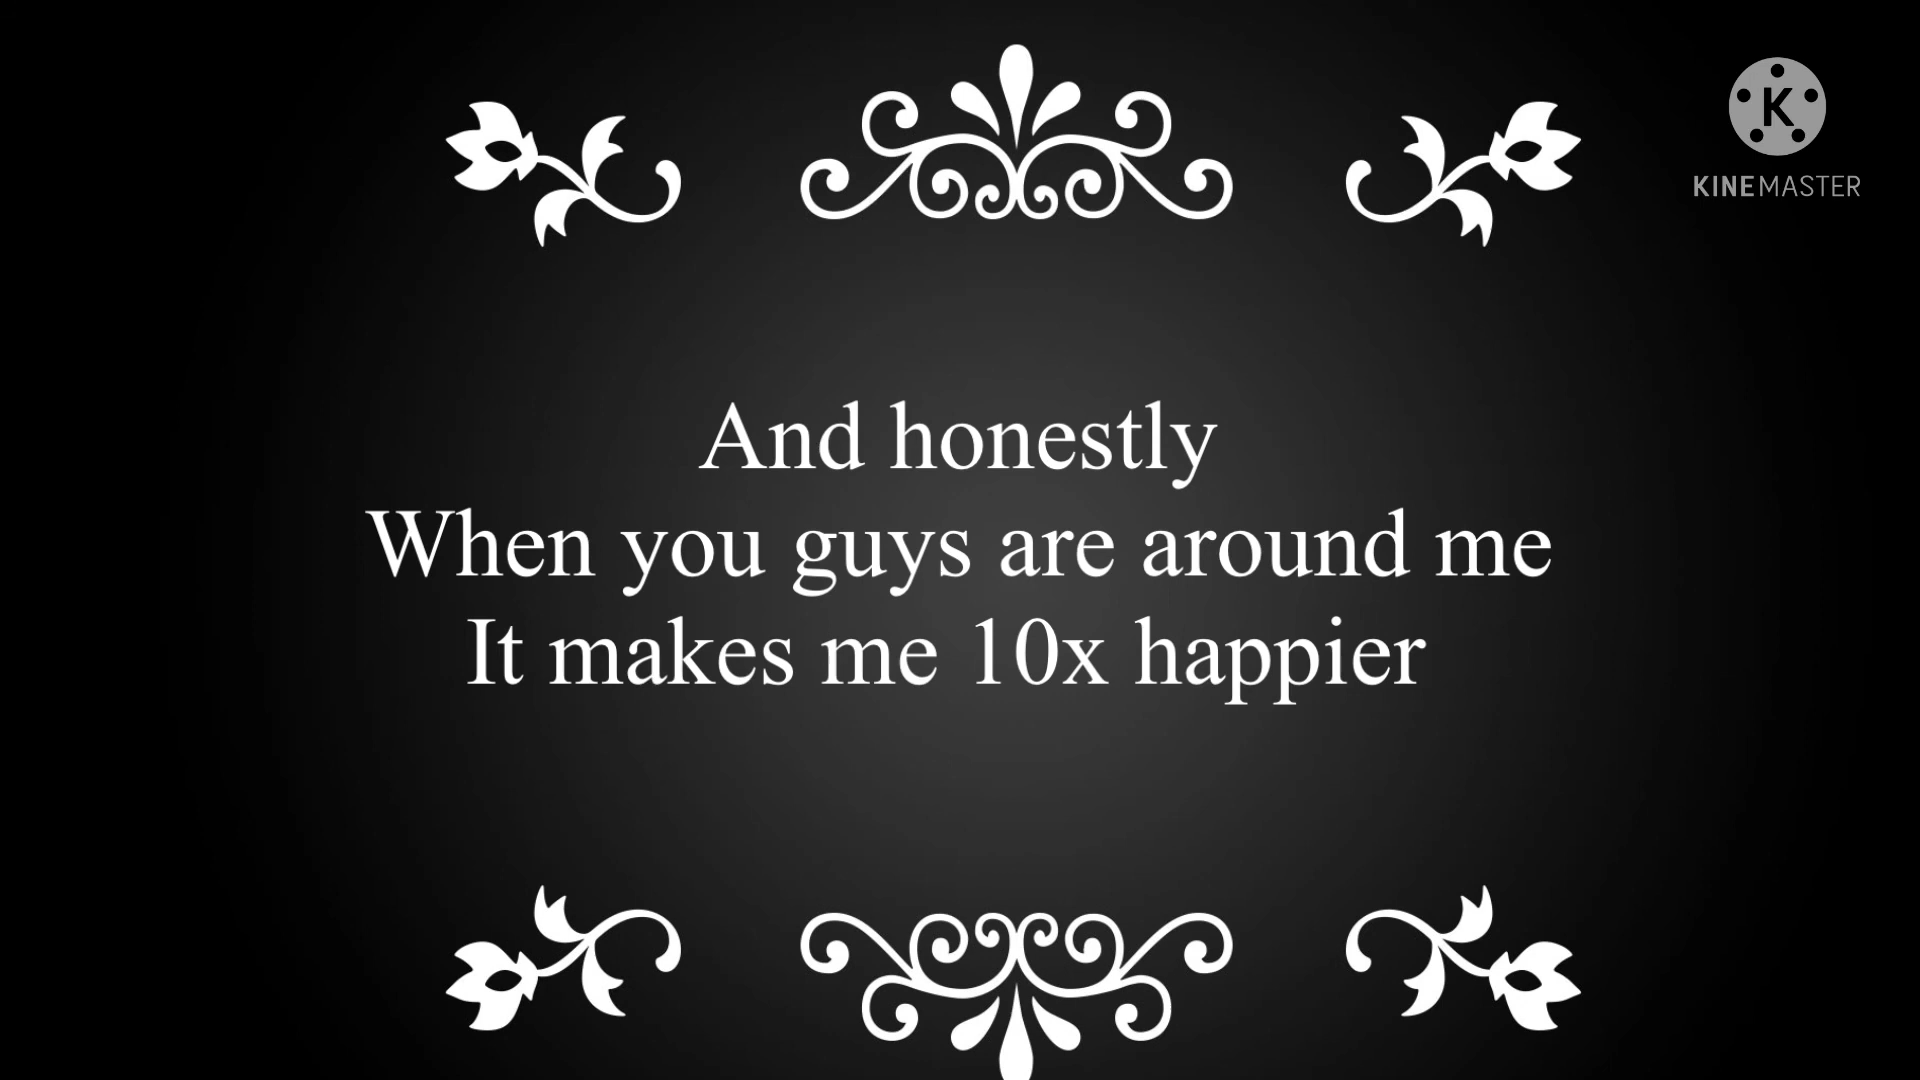 K
KINEMASTER
And honestly
When you guys are around me
It makes me 10x happier